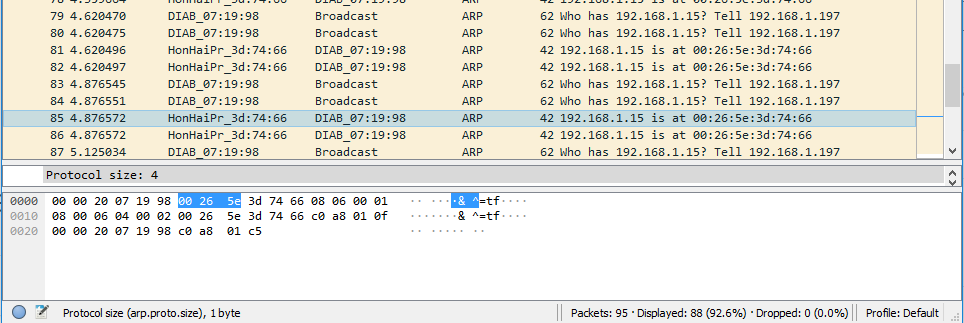 79 4.620470 DIAB_07:19:98 Broadcast ARP 62 Who has 192.168.1.15? Tell 192.168.1.197
80 4.620475 DIAB_07:19:98 Broadcast ARP 62 Who has 192.168.1.15? Tell 192.168.1.197
81 4.620496 HonHaiPr_3d:74:66 DIAB_07:19:98 ARP 42 192.168.1.15 is at 00:26:5e:3d:74:66
82 4.620497 HonHaiPr_3d:74:66 DIAB_07:19:98 ARP 42 192.168.1.15 is at 00:26:5e:3d:74:66
83 4.876545 DIAB_07:19:98 Broadcast ARP 62 Who has 192.168.1.15? Tell 192.168.1.197
84 4.876551 DIAB_07:19:98 Broadcast ARP 62 Who has 192.168.1.15? Tell 192.168.1.197
85 4.876572 HonHaiPr_3d:74:66 DIAB_07:19:98 ARP 42 192.168.1.15 is at 00:26:5e:3d:74:66
86 4.876572 HonHaiPr_3d:74:66 DIAB_07:19:98 ARP 42 192.168.1.15 is at 00:26:5e:3d:74:66
87 5.125034 DIAB_07:19:98 Broadcast ARP 62 Who has 192.168.1.15? Tell 192.168.1.197
Protocol size: 4
0000 00 00 20 07 19 98 00 26 5e 3d 74 66 08 06 00 01 ·· ····& ^=tf····
0010 08 00 06 04 00 02 00 26 5e 3d 74 66 c0 a8 01 0f ·······& ^=tf····
0020 00 00 20 07 19 98 c0 a8 01 c5 ·· ····· ··
Protocol size (arp.proto.size), 1 byte
Packets: 95 · Displayed: 88 (92.6%) · Dropped: 0 (0.0%)
Profile: Default